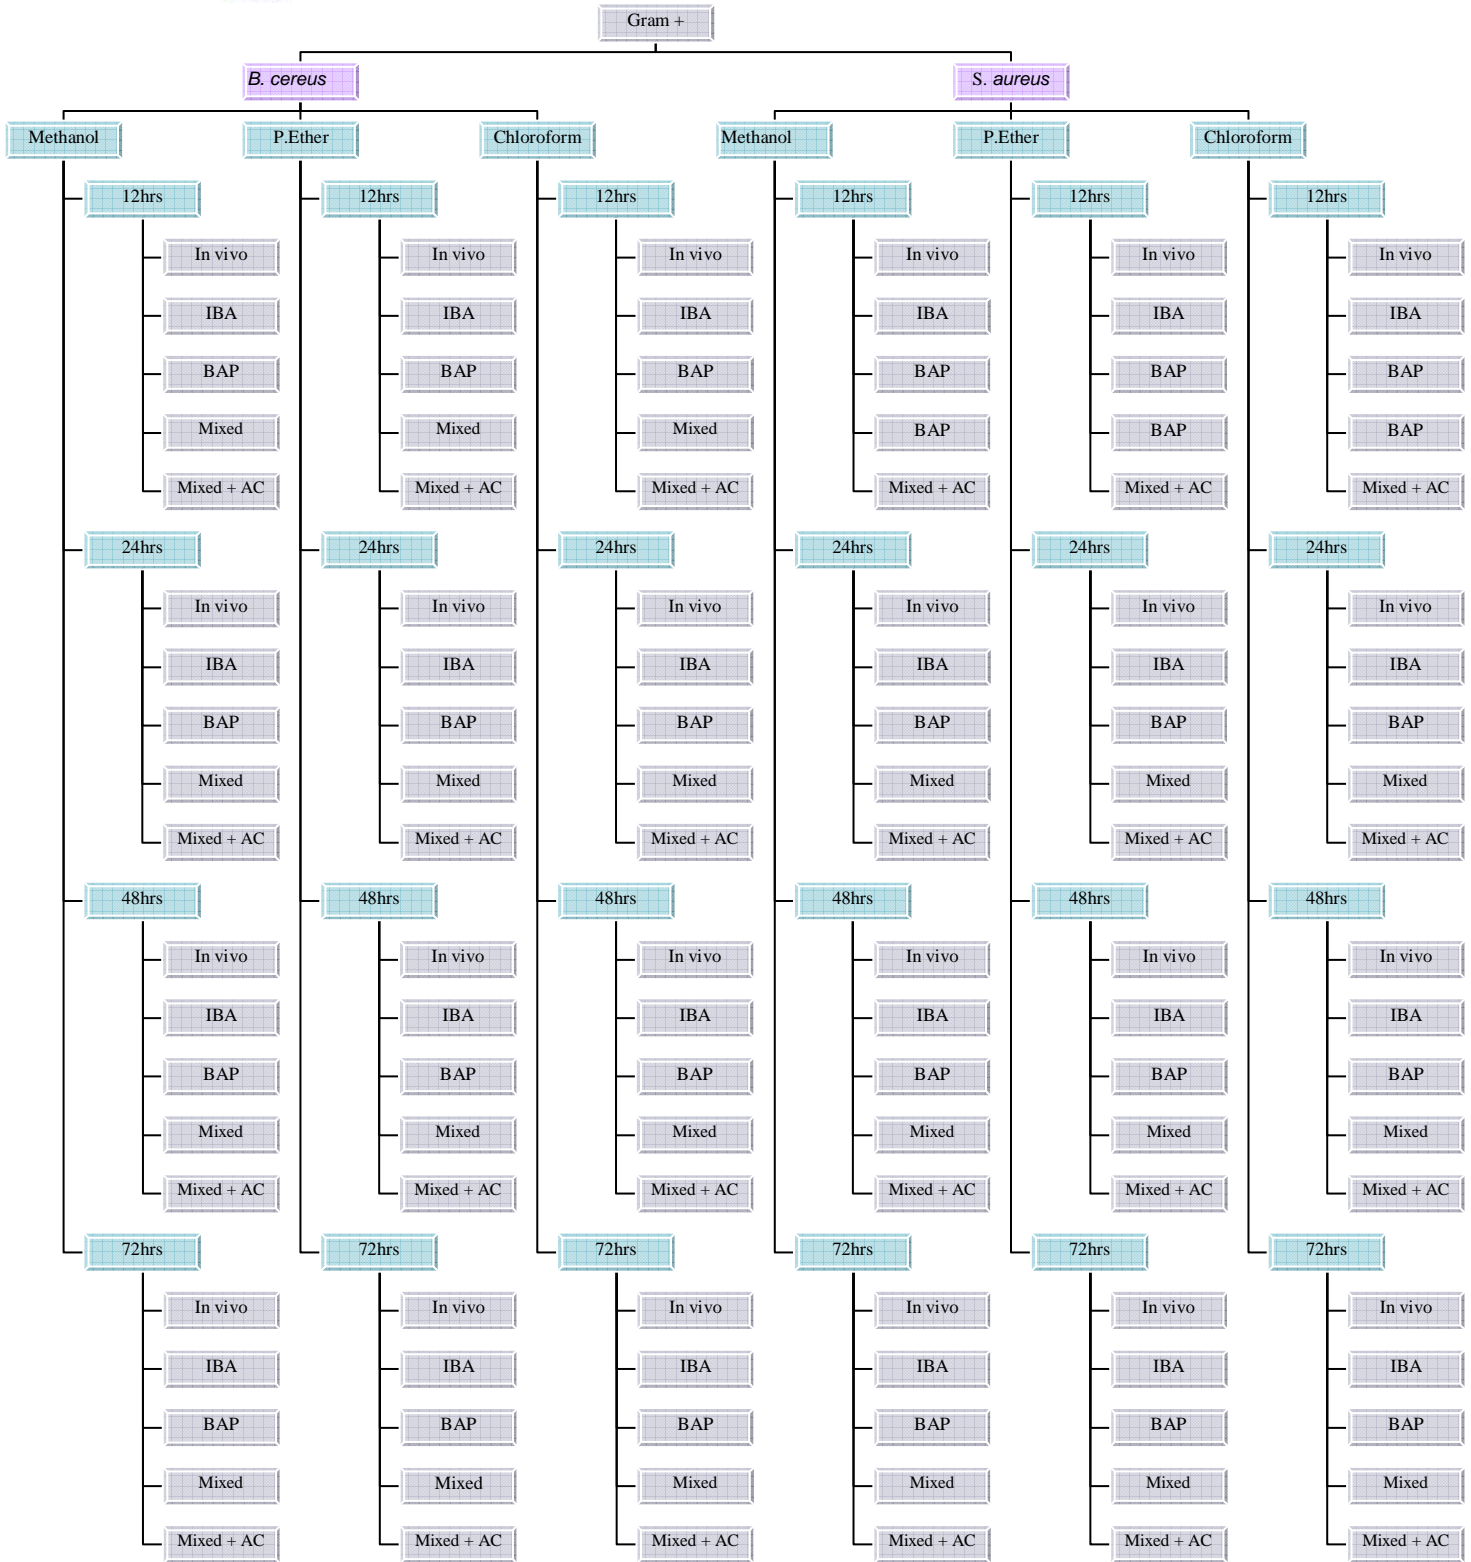 Gram +
B. cereus S. aureus
Methanol P.Ether Chloroform Methanol P.Ether Chloroform
12hrs 12hrs 12hrs 12hrs 12hrs 12hrs
In vivo In vivo In vivo In vivo In vivo In vivo
IBA IBA IBA IBA IBA IBA
BAP BAP BAP BAP BAP BAP
Mixed Mixed Mixed BAP BAP BAP
Mixed + AC Mixed + AC Mixed + AC Mixed + AC Mixed + AC Mixed + AC
24hrs 24hrs 24hrs 24hrs 24hrs 24hrs
In vivo In vivo In vivo In vivo In vivo In vivo
IBA IBA IBA IBA IBA IBA
BAP BAP BAP BAP BAP BAP
Mixed Mixed Mixed Mixed Mixed Mixed
Mixed + AC Mixed + AC Mixed + AC Mixed + AC Mixed + AC Mixed + AC
48hrs 48hrs 48hrs 48hrs 48hrs 48hrs
In vivo In vivo In vivo In vivo In vivo In vivo
IBA IBA IBA IBA IBA IBA
BAP BAP BAP BAP BAP BAP
Mixed Mixed Mixed Mixed Mixed Mixed
Mixed + AC Mixed + AC Mixed + AC Mixed + AC Mixed + AC Mixed + AC
72hrs 72hrs 72hrs 72hrs 72hrs 72hrs
In vivo In vivo In vivo In vivo In vivo In vivo
IBA IBA IBA IBA IBA IBA
BAP BAP BAP BAP BAP BAP
Mixed Mixed Mixed Mixed Mixed Mixed
Mixed + AC Mixed + AC Mixed + AC Mixed + AC Mixed + AC Mixed + AC